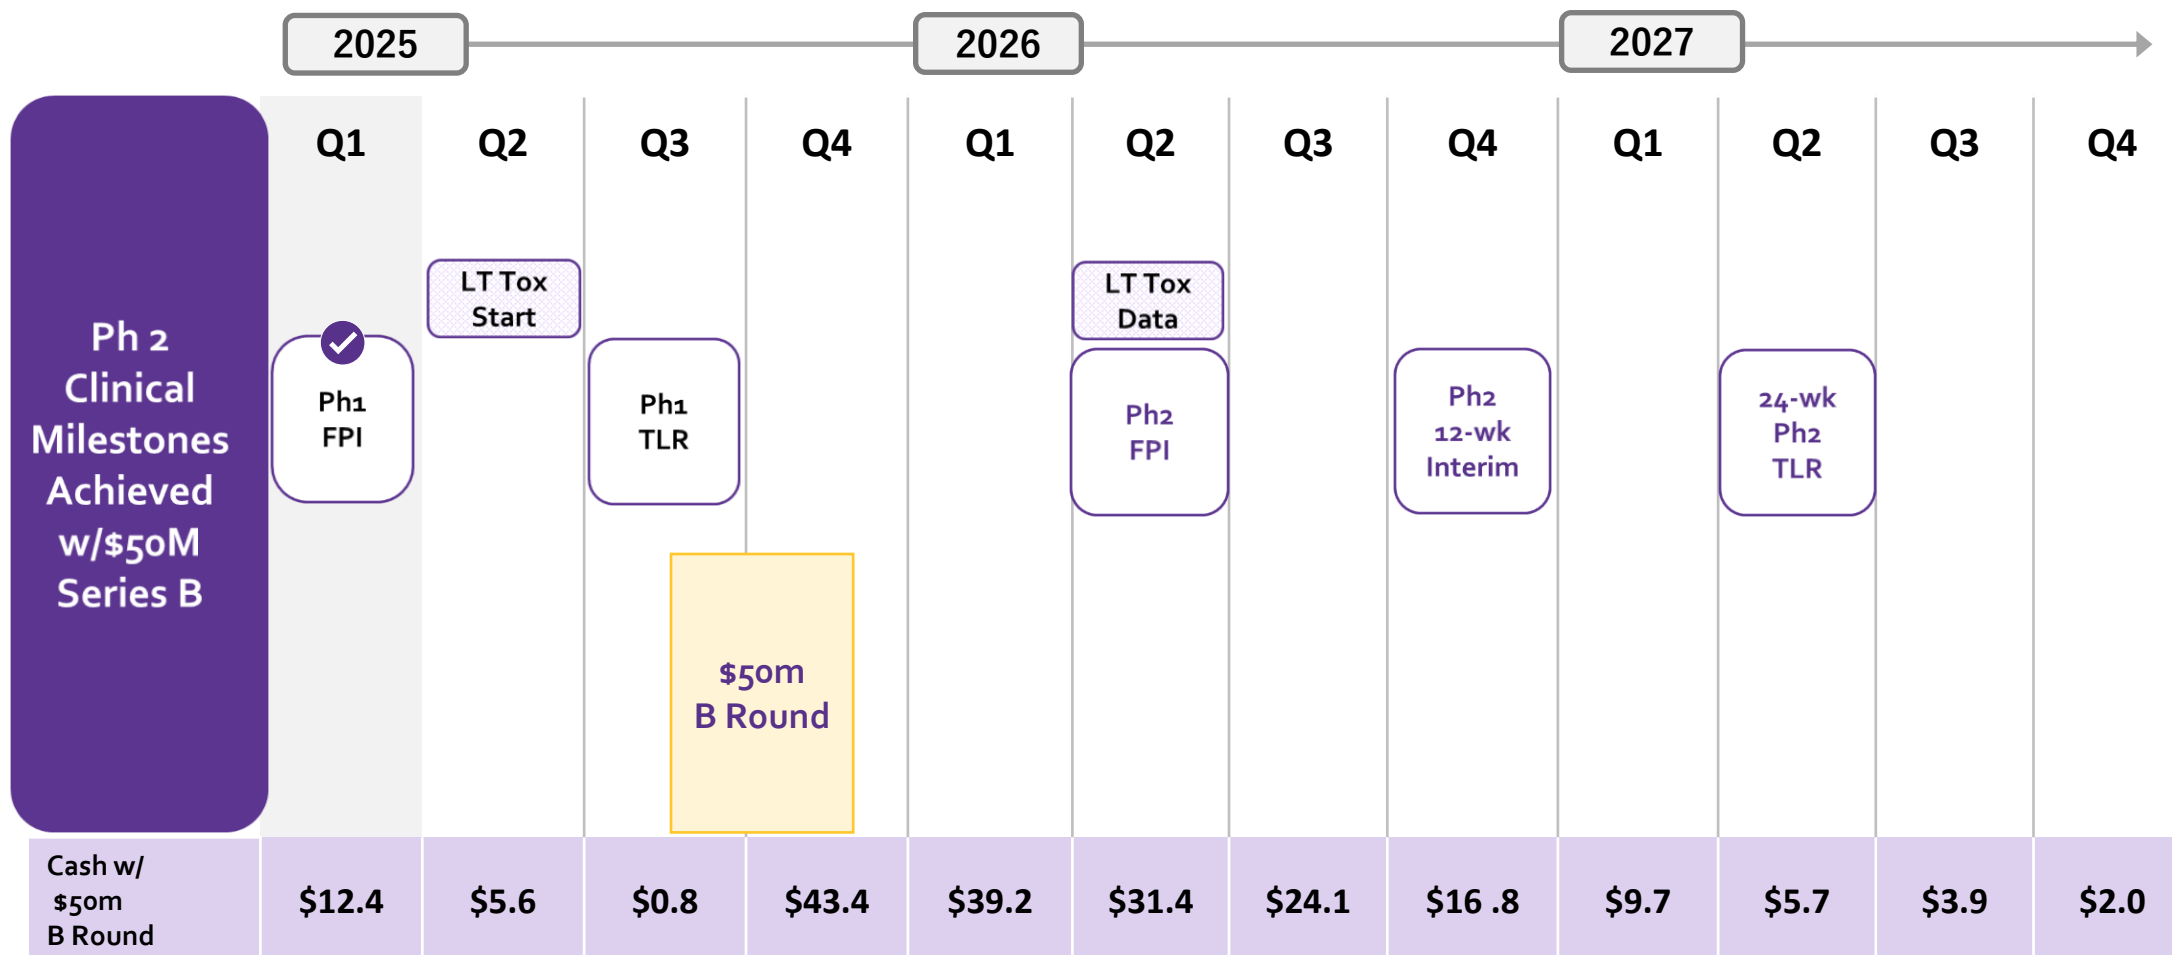 2025
2026
2027
Q1
Q2
Q3
Q4
Q1
Q2
Q3
Q4
Q1
Q2
Q3
Q4
Ph 2
Clinical
Milestones
Achieved
w/$50M
Series B
LT Tox
Start
LT Tox
Data
Ph1
FPI
Ph1
TLR
Ph2
FPI
Ph2
12-wk
Interim
24-wk
Ph2
TLR
$50m
B Round
Cash w/
$50m
B Round
$12.4
$5.6
$0.8
$43.4
$39.2
$31.4
$24.1
$16 .8
$9.7
$5.7
$3.9
$2.0